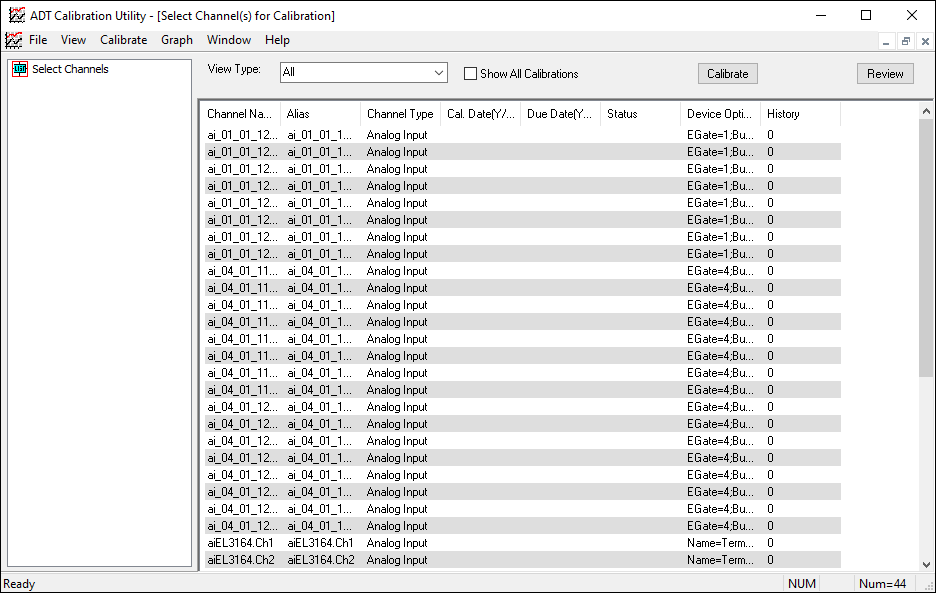 ADT Calibration Utility - [Select Channel(s) for Calibration]
File View Calibrate Graph Window Help
Select Channels
View Type: All Show All Calibrations Calibrate Review
Channel Na... Alias Channel Type Cal. Date(Y/... Due Date(Y... Status Device Opti... History
ai_01_01_12... ai_01_01_1... Analog Input EGate=1;Bu... 0
ai_01_01_12... ai_01_01_1... Analog Input EGate=1;Bu... 0
ai_01_01_12... ai_01_01_1... Analog Input EGate=1;Bu... 0
ai_01_01_12... ai_01_01_1... Analog Input EGate=1;Bu... 0
ai_01_01_12... ai_01_01_1... Analog Input EGate=1;Bu... 0
ai_01_01_12... ai_01_01_1... Analog Input EGate=1;Bu... 0
ai_01_01_12... ai_01_01_1... Analog Input EGate=1;Bu... 0
ai_01_01_12... ai_01_01_1... Analog Input EGate=1;Bu... 0
ai_04_01_11... ai_04_01_1... Analog Input EGate=4;Bu... 0
ai_04_01_11... ai_04_01_1... Analog Input EGate=4;Bu... 0
ai_04_01_11... ai_04_01_1... Analog Input EGate=4;Bu... 0
ai_04_01_11... ai_04_01_1... Analog Input EGate=4;Bu... 0
ai_04_01_11... ai_04_01_1... Analog Input EGate=4;Bu... 0
ai_04_01_11... ai_04_01_1... Analog Input EGate=4;Bu... 0
ai_04_01_11... ai_04_01_1... Analog Input EGate=4;Bu... 0
ai_04_01_11... ai_04_01_1... Analog Input EGate=4;Bu... 0
ai_04_01_12... ai_04_01_1... Analog Input EGate=4;Bu... 0
ai_04_01_12... ai_04_01_1... Analog Input EGate=4;Bu... 0
ai_04_01_12... ai_04_01_1... Analog Input EGate=4;Bu... 0
ai_04_01_12... ai_04_01_1... Analog Input EGate=4;Bu... 0
ai_04_01_12... ai_04_01_1... Analog Input EGate=4;Bu... 0
ai_04_01_12... ai_04_01_1... Analog Input EGate=4;Bu... 0
ai_04_01_12... ai_04_01_1... Analog Input EGate=4;Bu... 0
ai_04_01_12... ai_04_01_1... Analog Input EGate=4;Bu... 0
aiEL3164.Ch1 aiEL3164.Ch1 Analog Input Name=Term... 0
aiEL3164.Ch2 aiEL3164.Ch2 Analog Input Name=Term... 0
Ready NUM Num=44